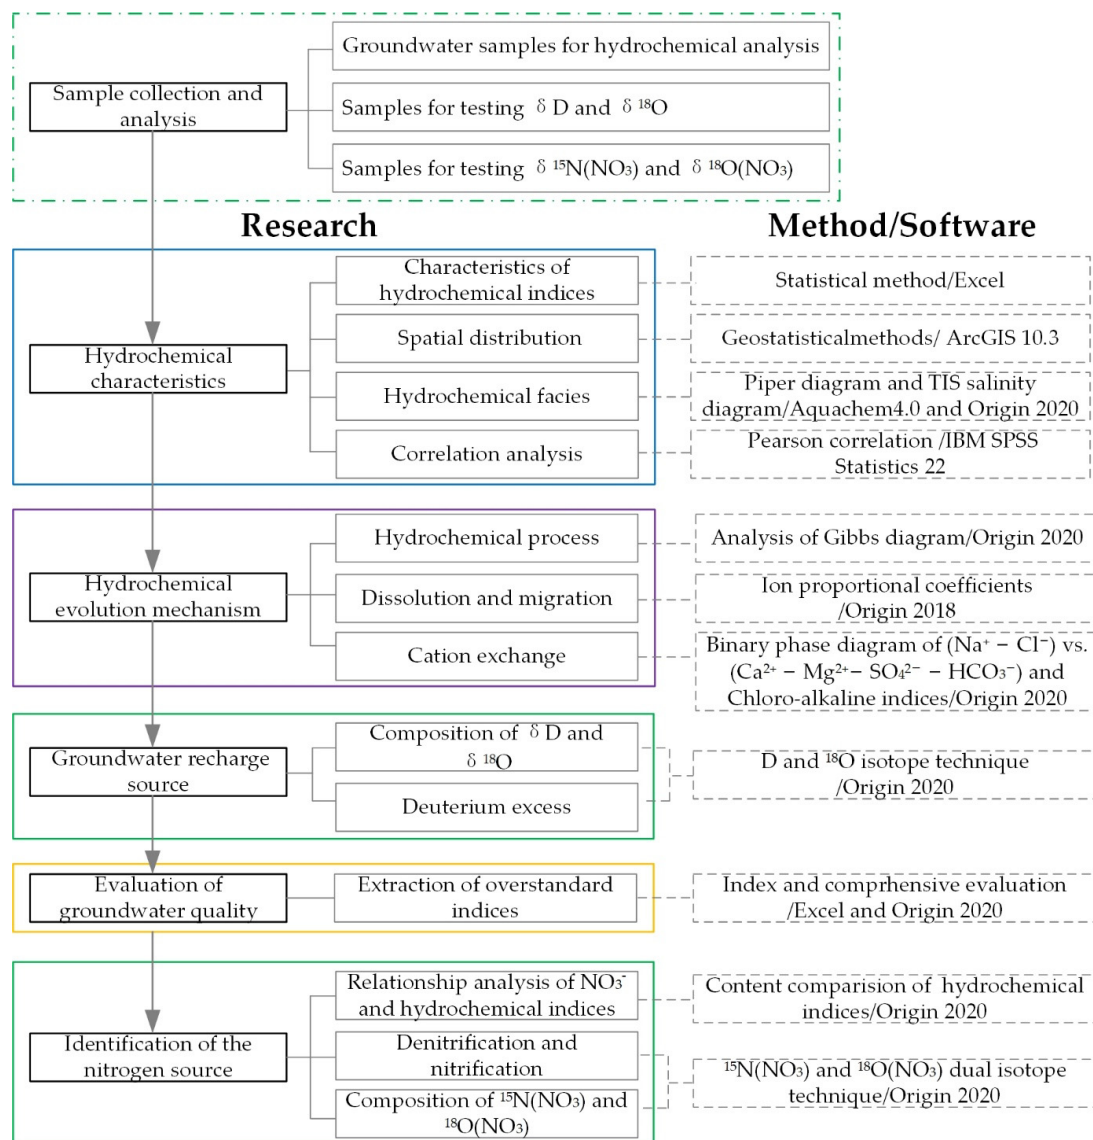 Groundwater samples for hydrochemical analysis
Sample collection and
analysis
Samples for testing δ D and δ ¹⁸O
Samples for testing δ ¹⁵N(NO₃) and δ ¹⁸O(NO₃)
Research
Method/Software
Characteristics of
hydrochemical indices
Statistical method/Excel
Spatial distribution
Geostatisticalmethods/ ArcGIS 10.3
Hydrochemical
characteristics
Hydrochemical facies
Piper diagram and TIS salinity
diagram/Aquachem4.0 and Origin 2020
Correlation analysis
Pearson correlation /IBM SPSS
Statistics 22
Hydrochemical process
Analysis of Gibbs diagram/Origin 2020
Hydrochemical
evolution mechanism
Dissolution and migration
Ion proportional coefficients
/Origin 2018
Cation exchange
Binary phase diagram of (Na⁺ − Cl⁻) vs.
(Ca²⁺ − Mg²⁺− SO₄²⁻ − HCO₃⁻) and
Chloro-alkaline indices/Origin 2020
Groundwater recharge
source
Composition of δ D and
δ ¹⁸O
Deuterium excess
D and ¹⁸O isotope technique
/Origin 2020
Evaluation of
groundwater quality
Extraction of overstandard
indices
Index and comprhensive evaluation
/Excel and Origin 2020
Relationship analysis of NO₃⁻
and hydrochemical indices
Content comparision of hydrochemical
indices/Origin 2020
Identification of the
nitrogen source
Denitrification and
nitrification
Composition of ¹⁵N(NO₃) and
¹⁸O(NO₃)
¹⁵N(NO₃) and ¹⁸O(NO₃) dual isotope
technique/Origin 2020